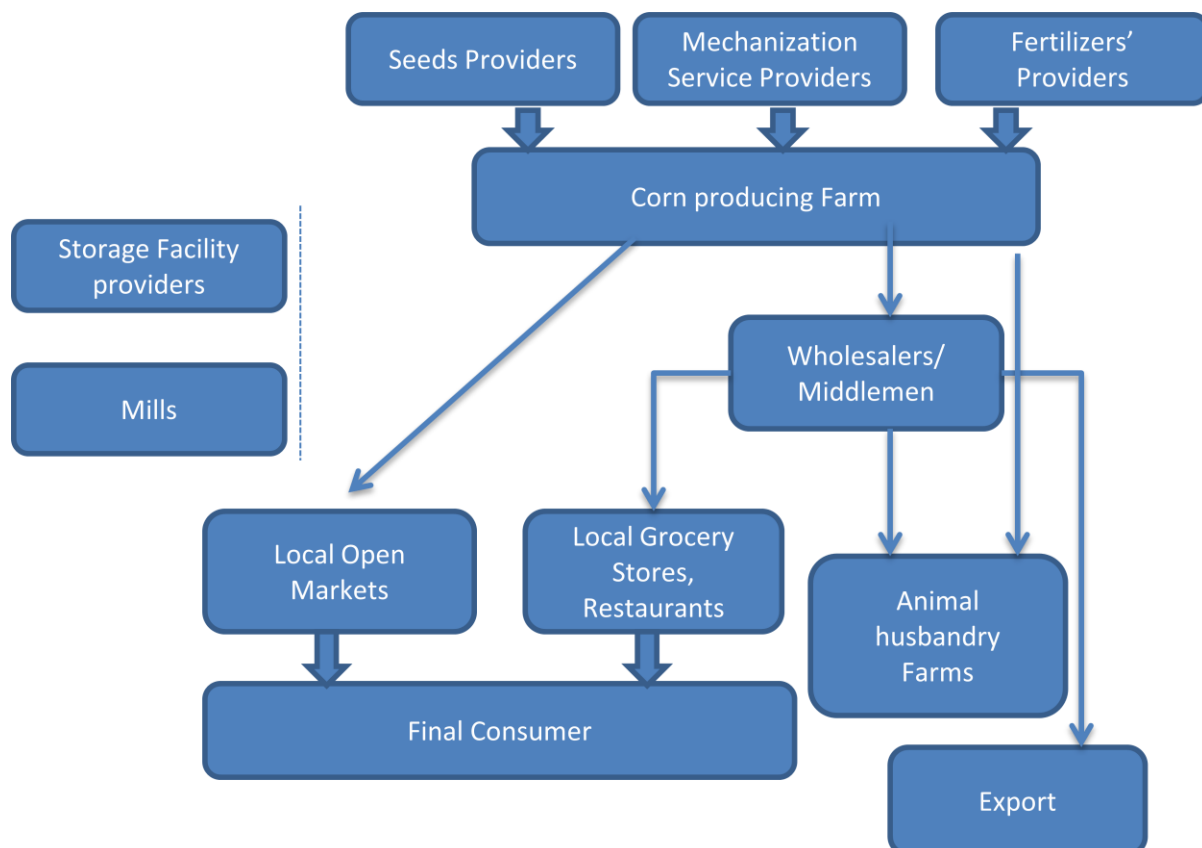 Seeds Providers
Mechanization
Service Providers
Fertilizers’
Providers
Corn producing Farm
Storage Facility
providers
Wholesalers/
Middlemen
Mills
Local Open
Markets
Local Grocery
Stores,
Restaurants
Animal
husbandry
Farms
Final Consumer
Export